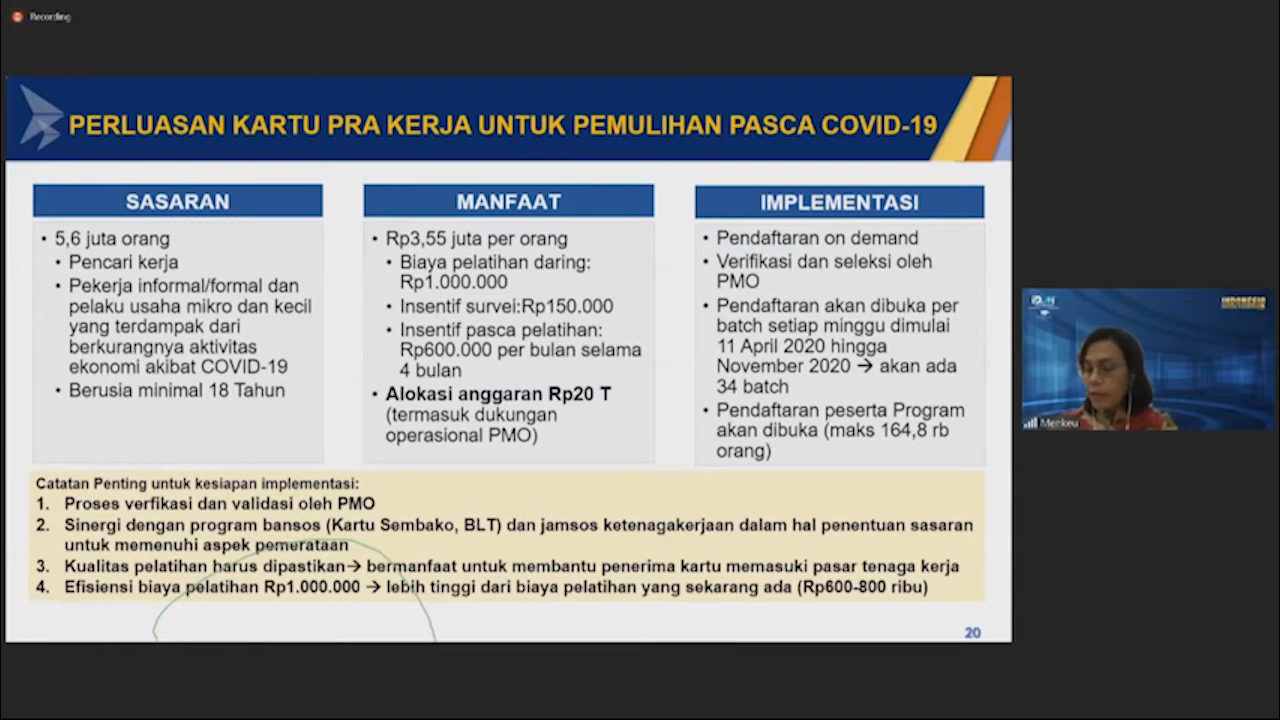 Recording
PERLUASAN KARTU PRA KERJA UNTUK PEMULIHAN PASCA COVID-19
SASARAN
• 5,6 juta orang
• Pencari kerja
• Pekerja informal/formal dan
pelaku usaha mikro dan kecil
yang terdampak dari
berkurangnya aktivitas
ekonomi akibat COVID-19
• Berusia minimal 18 Tahun
MANFAAT
• Rp3,55 juta per orang
• Biaya pelatihan daring:
Rp1.000.000
• Insentif survei:Rp150.000
• Insentif pasca pelatihan:
Rp600.000 per bulan selama
4 bulan
• Alokasi anggaran Rp20 T
(termasuk dukungan
operasional PMO)
IMPLEMENTASI
• Pendaftaran on demand
• Verifikasi dan seleksi oleh
PMO
• Pendaftaran akan dibuka per
batch setiap minggu dimulai
11 April 2020 hingga
November 2020 → akan ada
34 batch
• Pendaftaran peserta Program
akan dibuka (maks 164,8 rb
orang)
Catatan Penting untuk kesiapan implementasi:
1. Proses verfikasi dan validasi oleh PMO
2. Sinergi dengan program bansos (Kartu Sembako, BLT) dan jamsos ketenagakerjaan dalam hal penentuan sasaran
untuk memenuhi aspek pemerataan
3. Kualitas pelatihan harus dipastikan→ bermanfaat untuk membantu penerima kartu memasuki pasar tenaga kerja
4. Efisiensi biaya pelatihan Rp1.000.000 → lebih tinggi dari biaya pelatihan yang sekarang ada (Rp600-800 ribu)
20
Menkeu